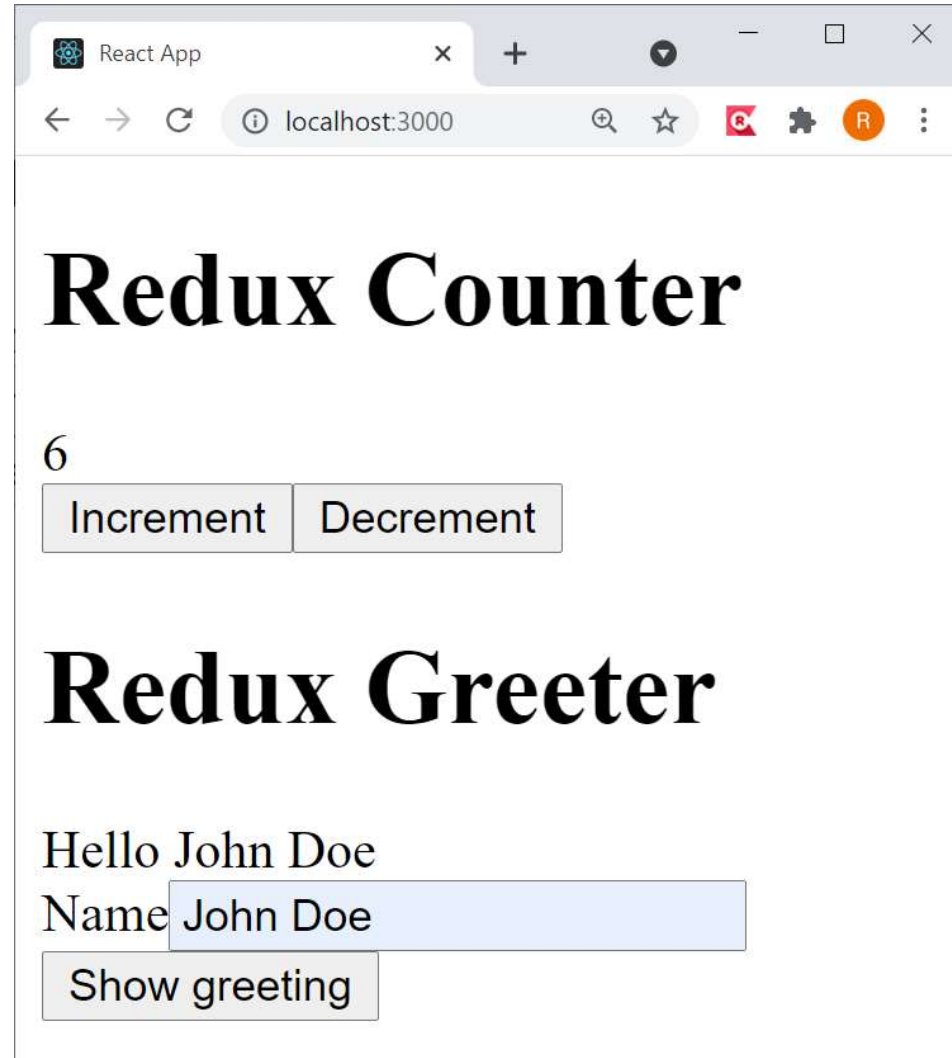 React App
localhost:3000
R
R
Redux Counter
6
Increment Decrement
Redux Greeter
Hello John Doe
Name John Doe
Show greeting